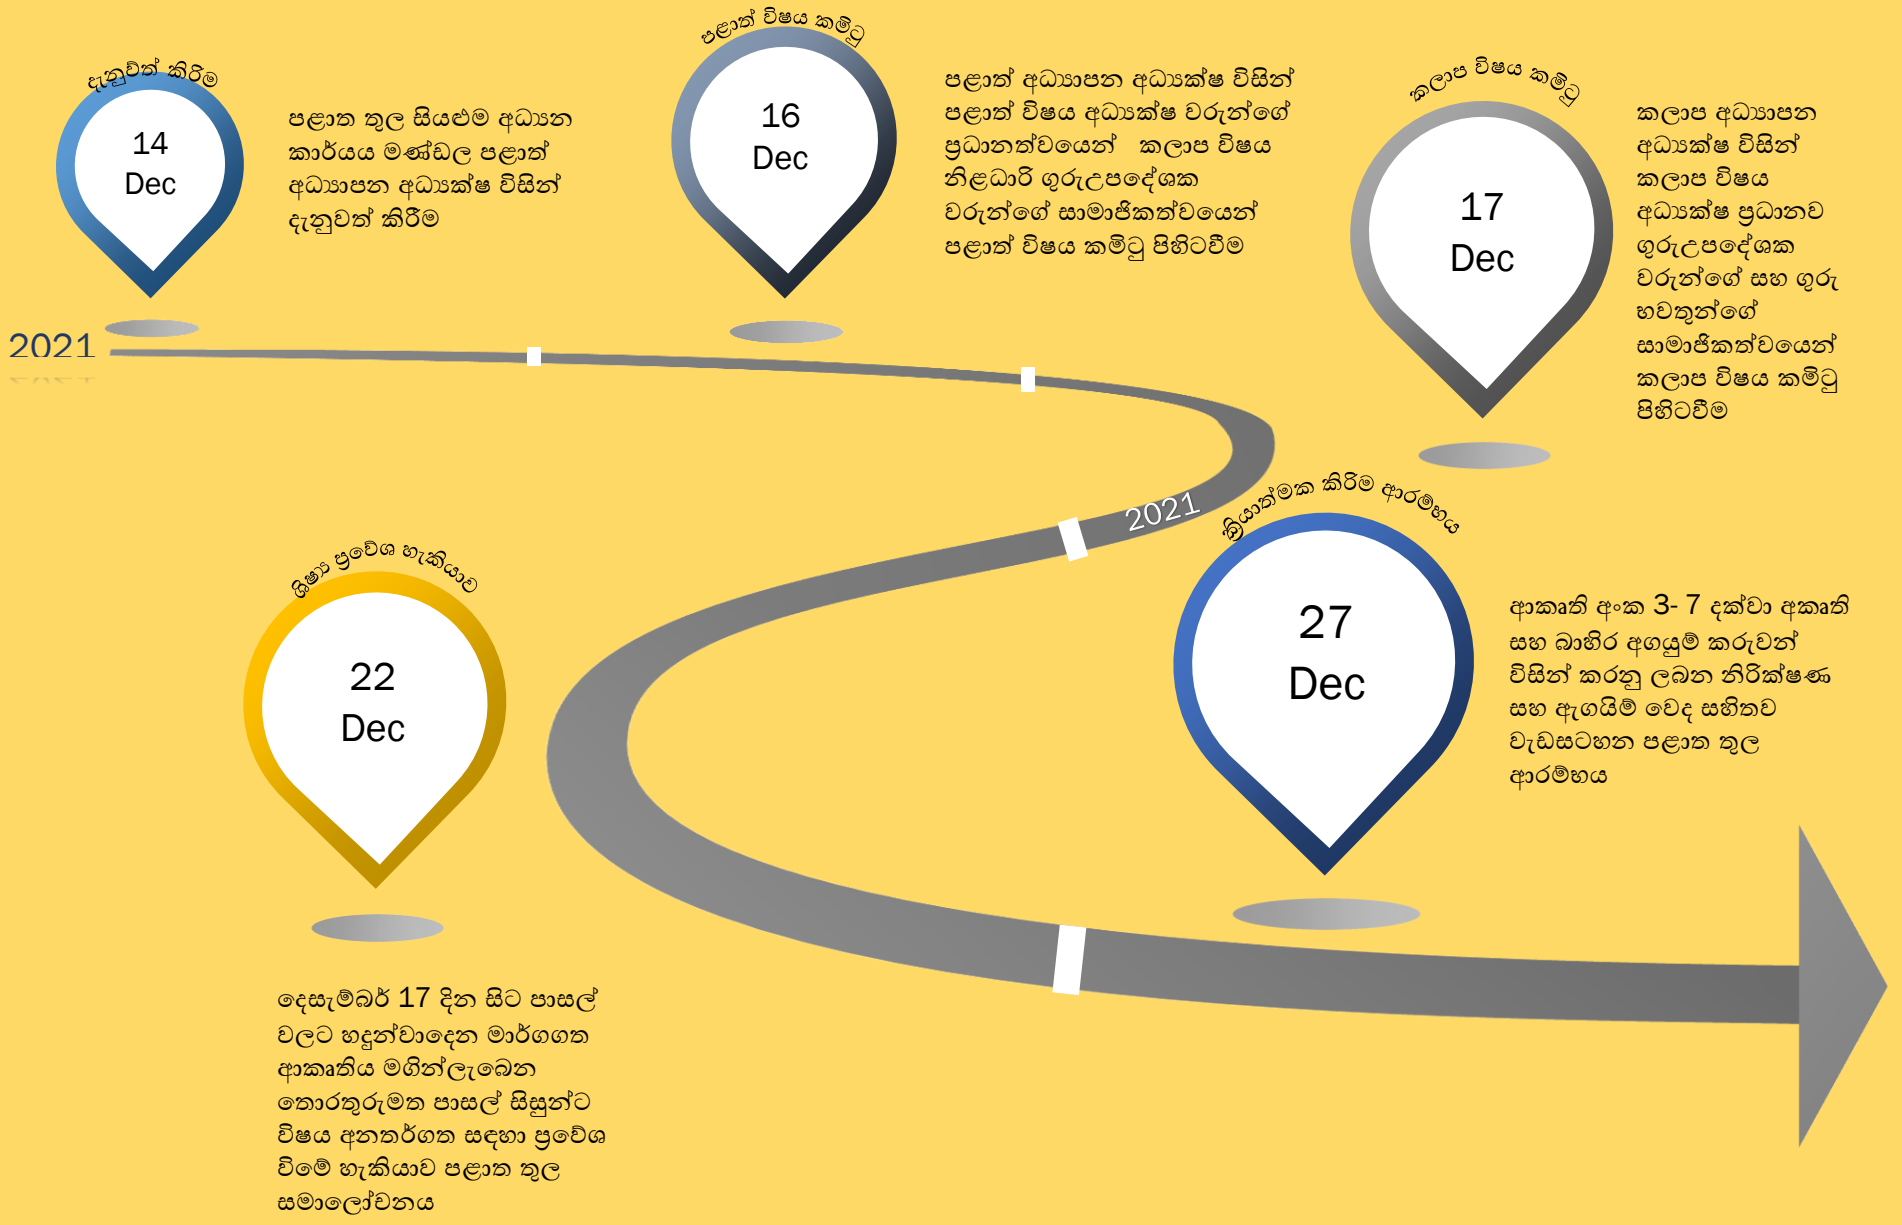 දැනුවත් කිරිම
14
Dec
පළාත තුල සියළුම අධ්‍යන
කාර්යය මණ්ඩල පළාත්
අධ්‍යාපන අධ්‍යක්ෂ විසින්
දැනුවත් කිරීම
පළාත් විෂය කමිටු
16
Dec
පළාත් අධ්‍යාපන අධ්‍යක්ෂ විසින්
පළාත් විෂය අධ්‍යක්ෂ වරුන්ගේ
ප්‍රධානත්වයෙන් කලාප විෂය
නිළධාරි ගුරුඋපදේශක
වරුන්ගේ සාමාජිකත්වයෙන්
පළාත් විෂය කමිටු පිහිටවීම
කලාප විෂය කමිටු
17
Dec
කලාප අධ්‍යාපන
අධ්‍යක්ෂ විසින්
කලාප විෂය
අධ්‍යක්ෂ ප්‍රධානව
ගුරුඋපදේශක
වරුන්ගේ සහ ගුරු
භවතුන්ගේ
සාමාජිකත්වයෙන්
කලාප විෂය කමිටු
පිහිටවීම
2021
2021
ශිෂ්‍ය ප්‍රවේශ හැකියාව
22
Dec
දෙසැම්බර් 17 දින සිට පාසල්
වලට හදුන්වාදෙන මාර්ගගත
ආකෘතිය මගින්ලැබෙන
තොරතුරුමත පාසල් සිසුන්ට
විෂය අනතර්ගත සඳහා ප්‍රවේශ
විමේ හැකියාව පළාත තුල
සමාලෝචනය
ක්‍රියාත්මක කිරිම ආරම්භය
27
Dec
ආකෘති අංක 3- 7 දක්වා අකෘති
සහ බාහිර අගයුම් කරුවන්
විසින් කරනු ලබන නිරික්ෂණ
සහ ඇගයිම් වෙද සහිතව
වැඩසටහන පළාත තුල
ආරම්භය